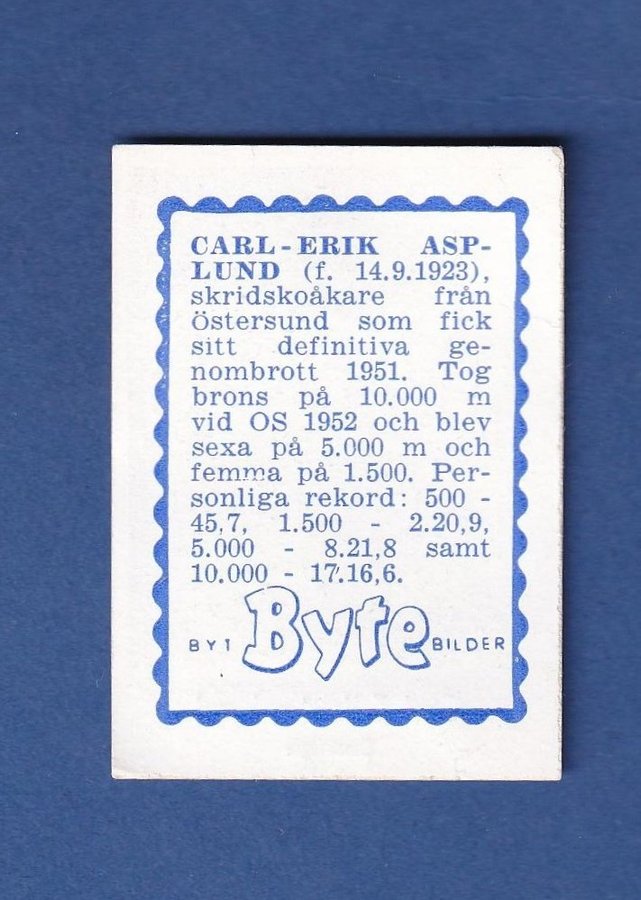 CARL-ERIK ASP-
LUND (f. 14.9.1923),
skridskoåkare från
östersund som fick
sitt definitiva ge-
nombrott 1951. Tog
brons på 10.000 m
vid OS 1952 och blev
sexa på 5.000 m och
femma på 1.500. Per-
sonliga rekord: 500 -
45,7, 1.500 - 2.20,9,
5.000 - 8.21,8 samt
10.000 - 17.16,6.
BYT Byte BILDER